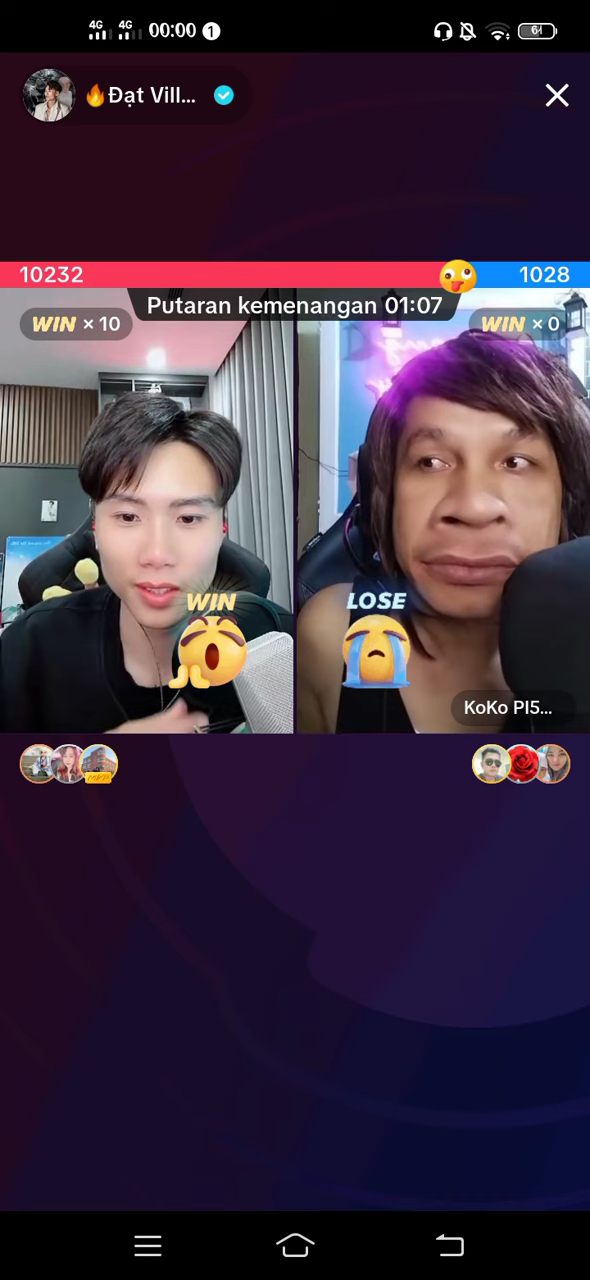 4G 4G 00:00 1 61
🔥Đạt Vill...
10232 1028
Putaran kemenangan 01:07
WIN × 10 WIN × 0
WIN LOSE
KoKo PI5...